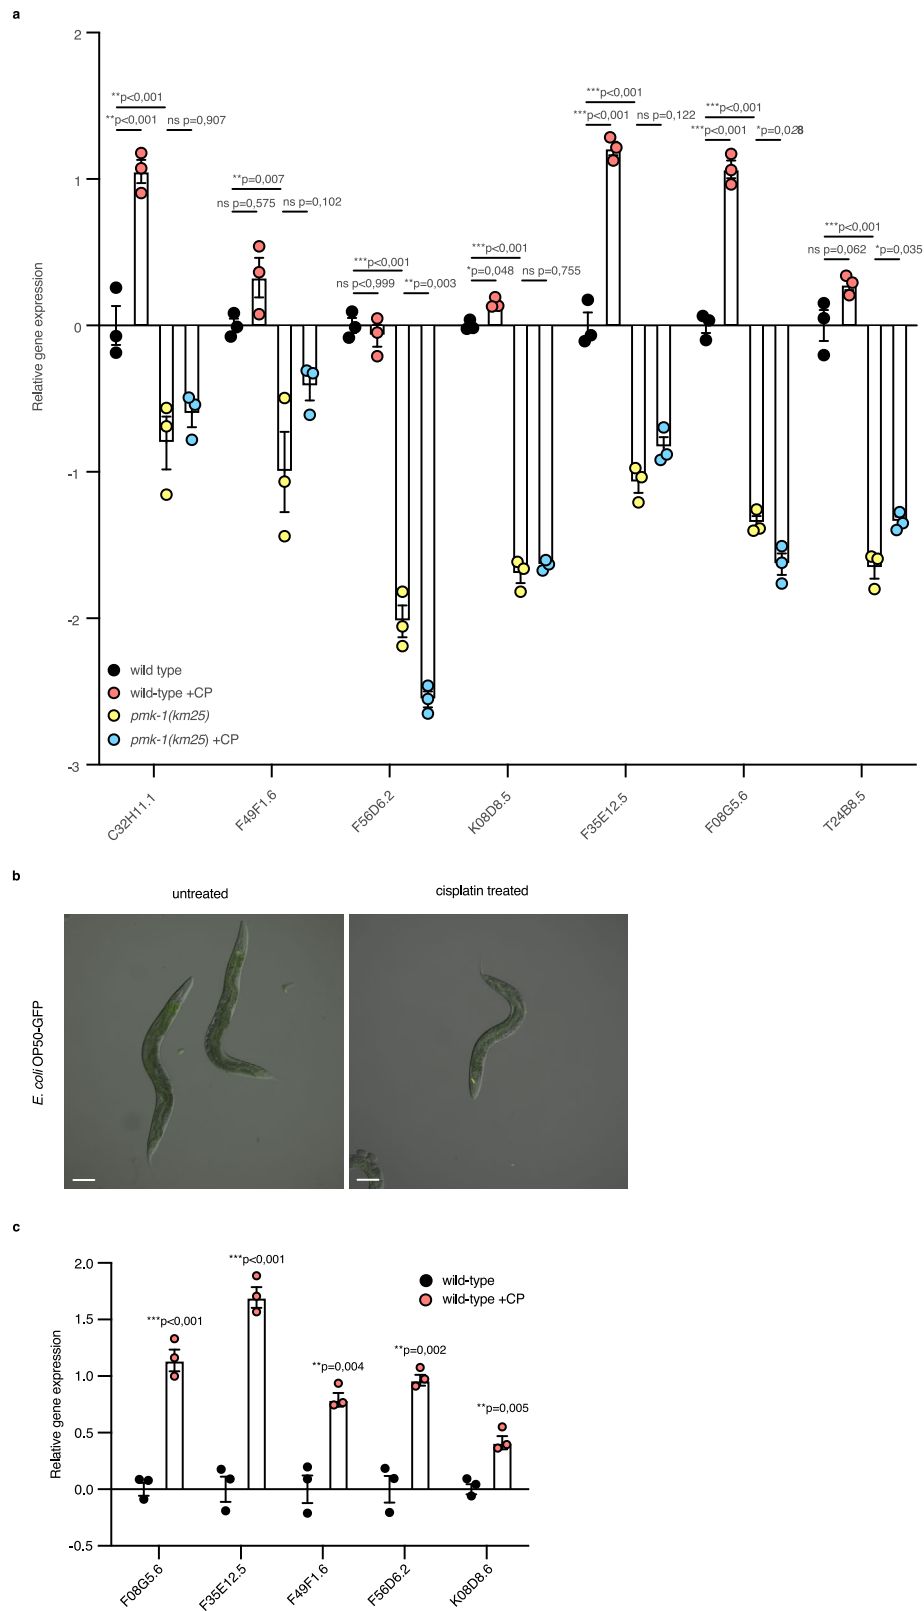 a
2
1
0
-1
-2
-3
Relative gene expression
**p<0,001
**p<0,001
ns p=0,907
**p=0,007
ns p=0,575
ns p=0,102
***p<0,001
ns p<0,999
**p=0,003
***p<0,001
*p=0,048
ns p=0,755
***p<0,001
***p<0,001
ns p=0,122
***p<0,001
***p<0,001
***p<0,001
ns p=0,062
*p=0,035
wild type
wild-type +CP
pmk-1(km25)
pmk-1(km25) +CP
C32H11.1
F49F1.6
F56D6.2
K08D8.5
F35E12.5
F08G5.6
T24B8.5
b
untreated
cisplatin treated
E. coli OP50-GFP
c
2.0
1.5
1.0
0.5
0.0
-0.5
Relative gene expression
***p<0,001
***p<0,001
**p=0,004
**p=0,002
**p=0,005
wild-type
wild-type +CP
F08G5.6
F35E12.5
F49F1.6
F56D6.2
K08D8.6